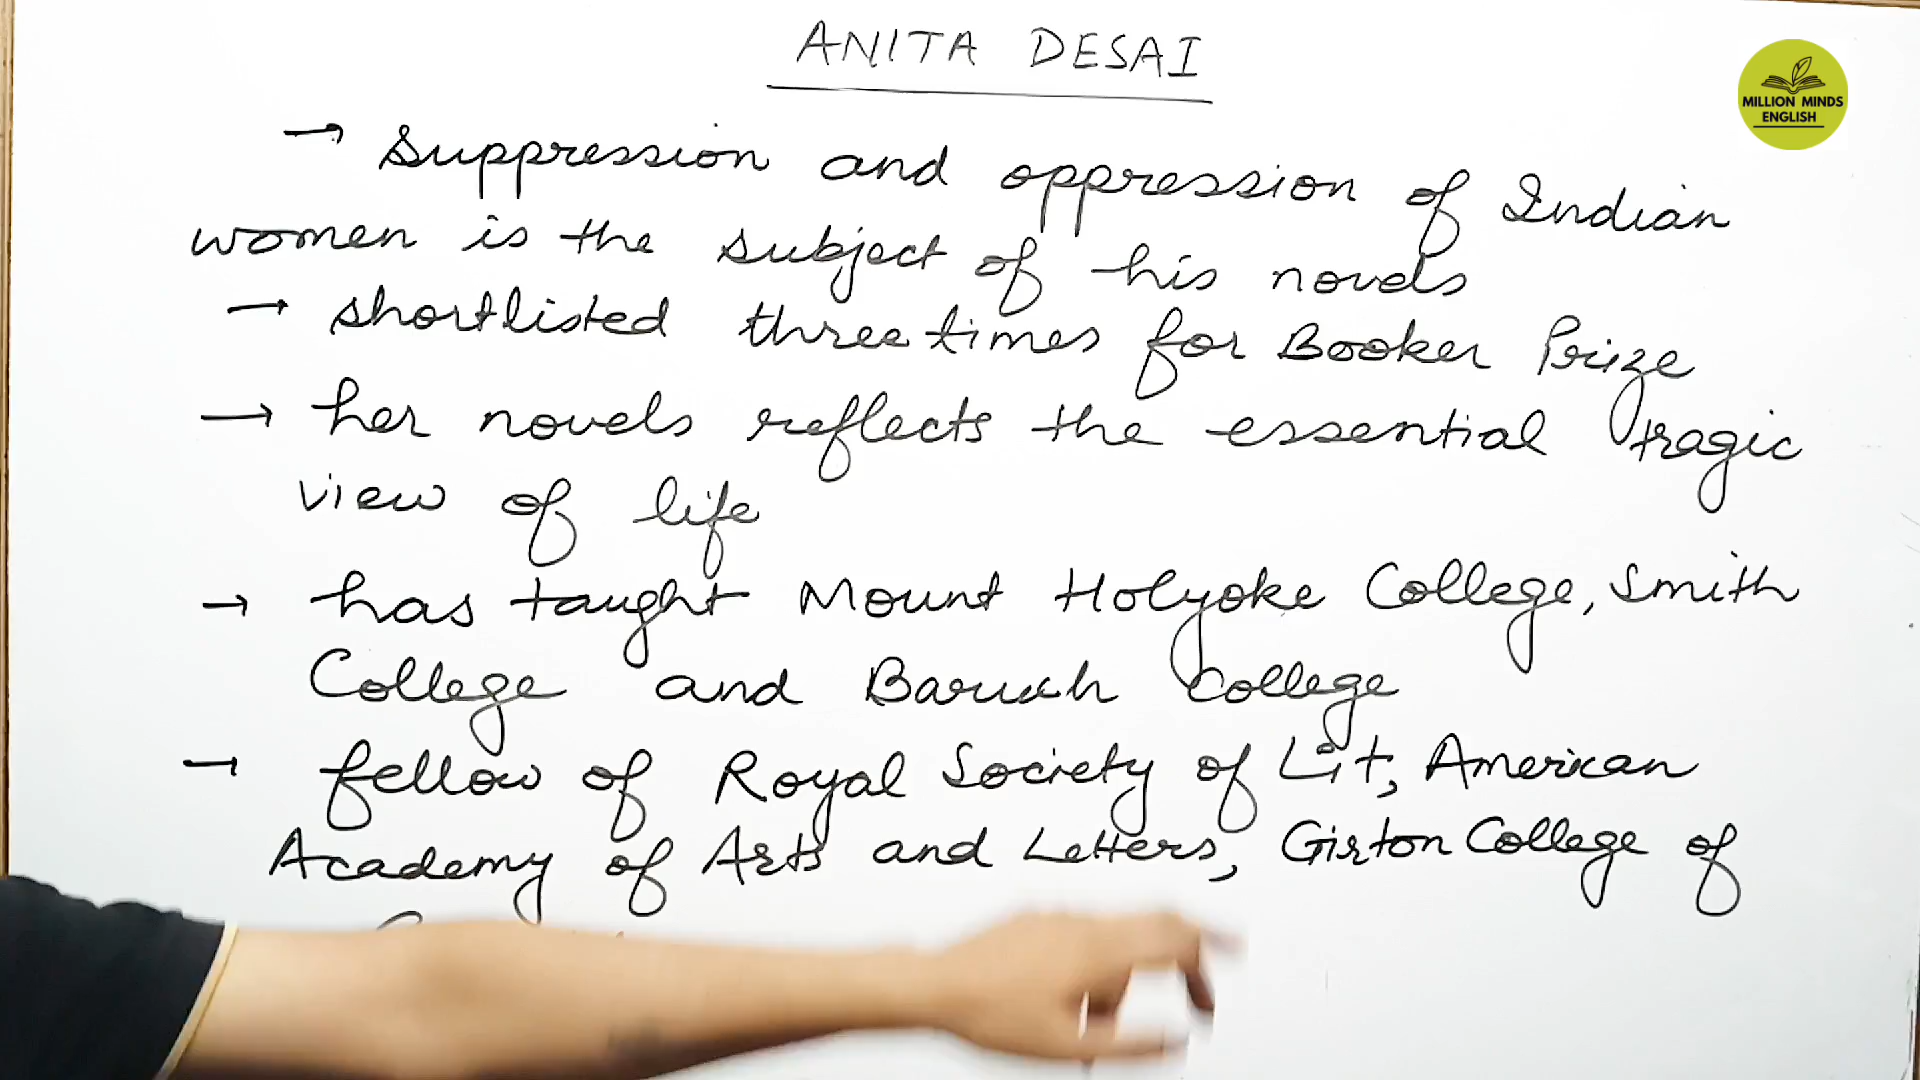 ANITA DESAI
MILLION MINDS
ENGLISH
→ suppression and oppression of Indian
women is the subject of his novels
→ shortlisted three times for Booker Prize
→ her novels reflects the essential tragic
view of life
→ has taught Mount Holyoke College, Smith
College and Baruch College
→ fellow of Royal Society of Lit, American
Academy of Arts and Letters, Girton College of